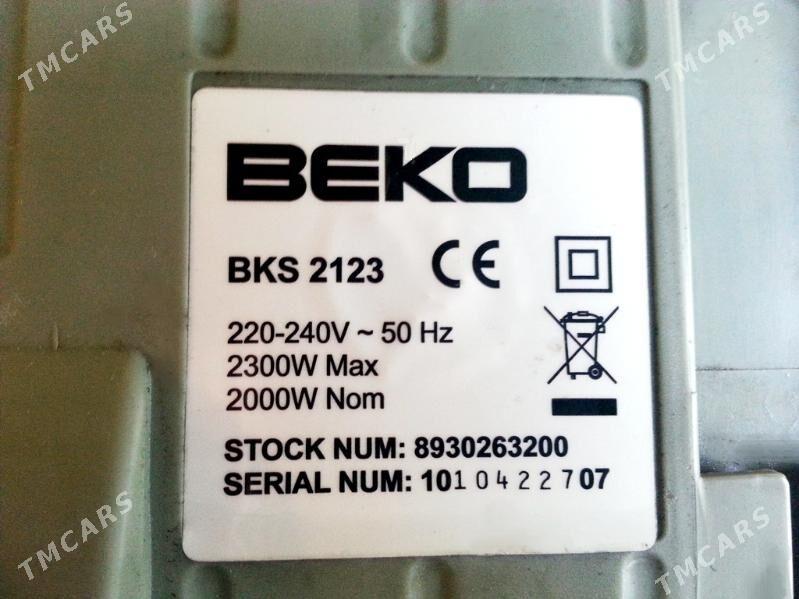 TMCARS
TMCARS
BEKO
BKS 2123 CE
220-240V ~ 50 Hz
2300W Max
2000W Nom
STOCK NUM: 8930263200
SERIAL NUM: 1010422707
TMCARS
TMCARS